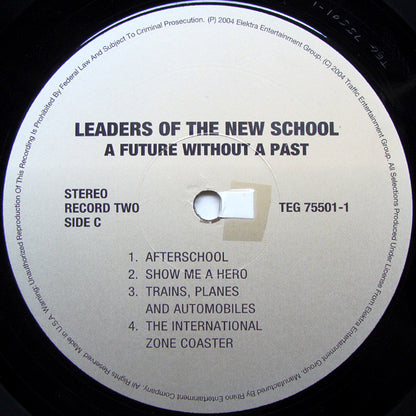 LEADERS OF THE NEW SCHOOL
A FUTURE WITHOUT A PAST
STEREO
RECORD TWO
SIDE C
TEG 75501-1
1. AFTERSCHOOL
2. SHOW ME A HERO
3. TRAINS, PLANES
AND AUTOMOBILES
4. THE INTERNATIONAL
ZONE COASTER
Made in U.S.A. Warning: Unauthorized Reproduction Of This Recording Is Prohibited By Federal Law And Subject To Criminal Prosecution. (P) 2004 Elektra Entertainment Group. (C) 2004 Traffic Entertainment Group. All Selections Produced Under License From Elektra Entertainment Group. Manufactured By Rhino Entertainment Company. All Rights Reserved.